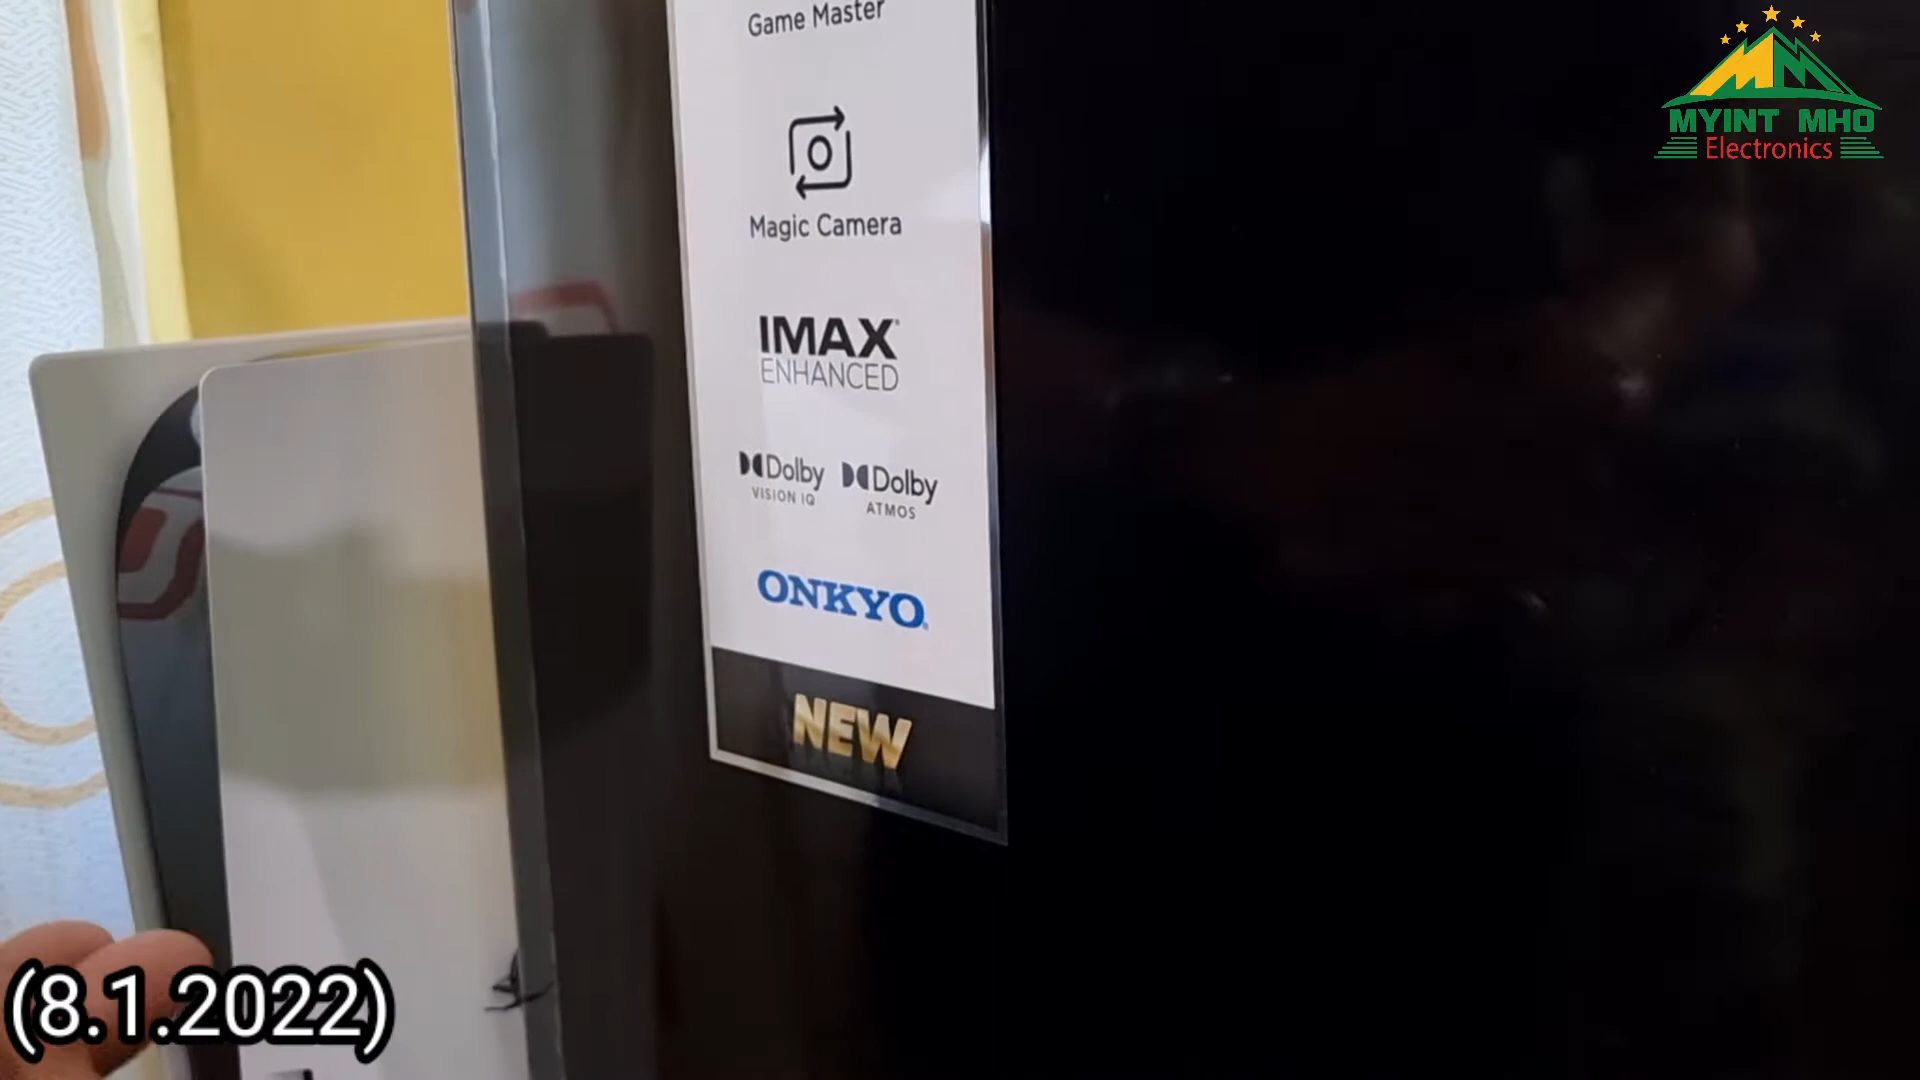 Game Master
Magic Camera
IMAX
ENHANCED
Dolby
VISION IQ
Dolby
ATMOS
ONKYO
NEW
MYINT MHO
Electronics
(8.1.2022)